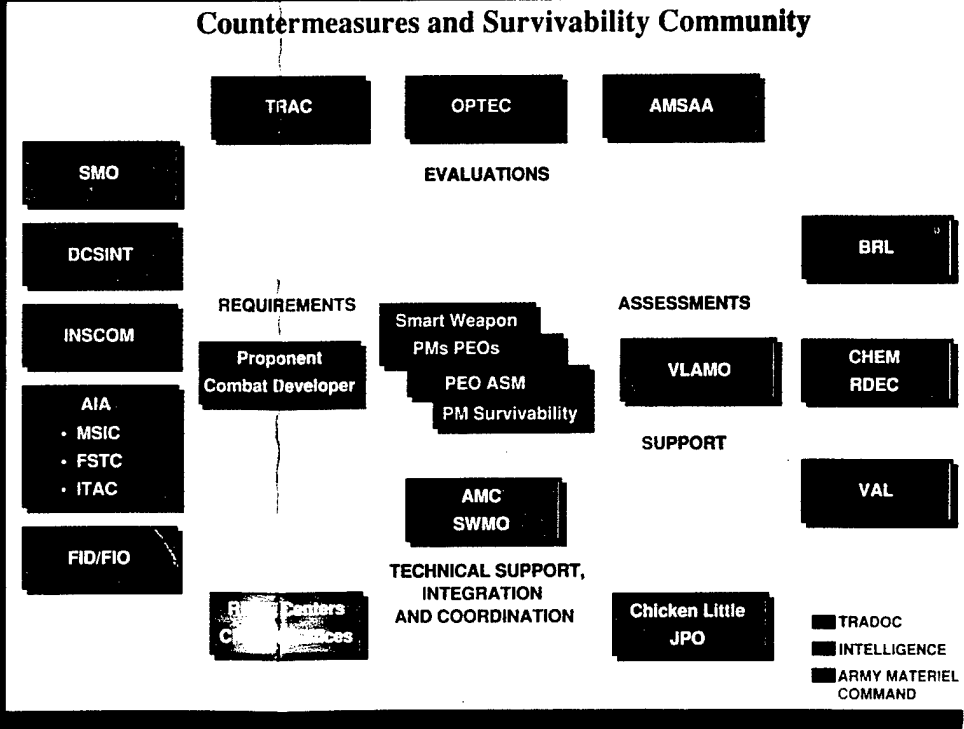 Countermeasures and Survivability Community
TRAC
OPTEC
AMSAA
EVALUATIONS
SMO
DCSINT
INSCOM
AIA
• MSIC
• FSTC
• ITAC
FID/FIO
REQUIREMENTS
Proponent
Combat Developer
Smart Weapon
PMs PEOs
PEO ASM
PM Survivability
ASSESSMENTS
VLAMO
SUPPORT
BRL
CHEM
RDEC
VAL
AMC
SWMO
TECHNICAL SUPPORT,
INTEGRATION
AND COORDINATION
Centers
Chicken Little
JPO
TRADOC
INTELLIGENCE
ARMY MATERIEL
COMMAND